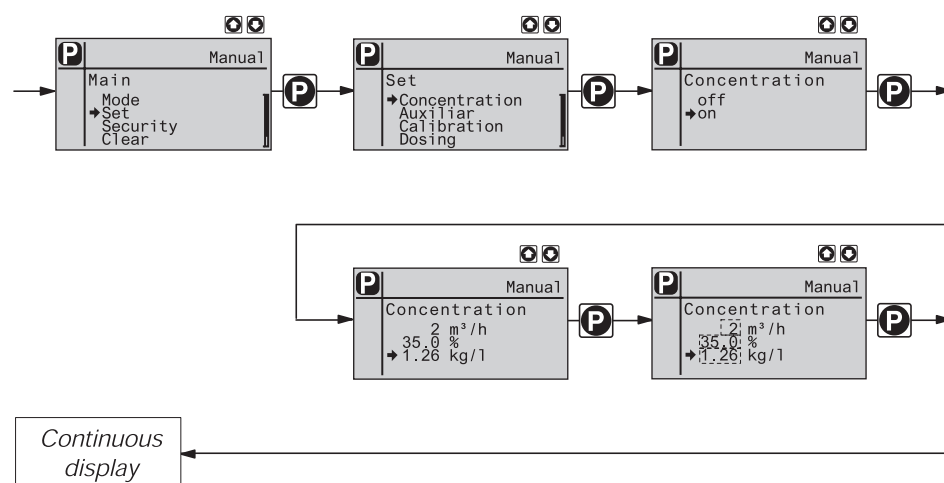 P Manual
Main
Mode
➔Set
Security
Clear
P
P Manual
Set
➔Concentration
Auxiliar
Calibration
Dosing
P
P Manual
Concentration
off
➔on
P
P Manual
Concentration
2 m³/h
35.0 %
➔1.26 kg/l
P
P Manual
Concentration
2 m³/h
35.0 %
➔1.26 kg/l
P
Continuous
display